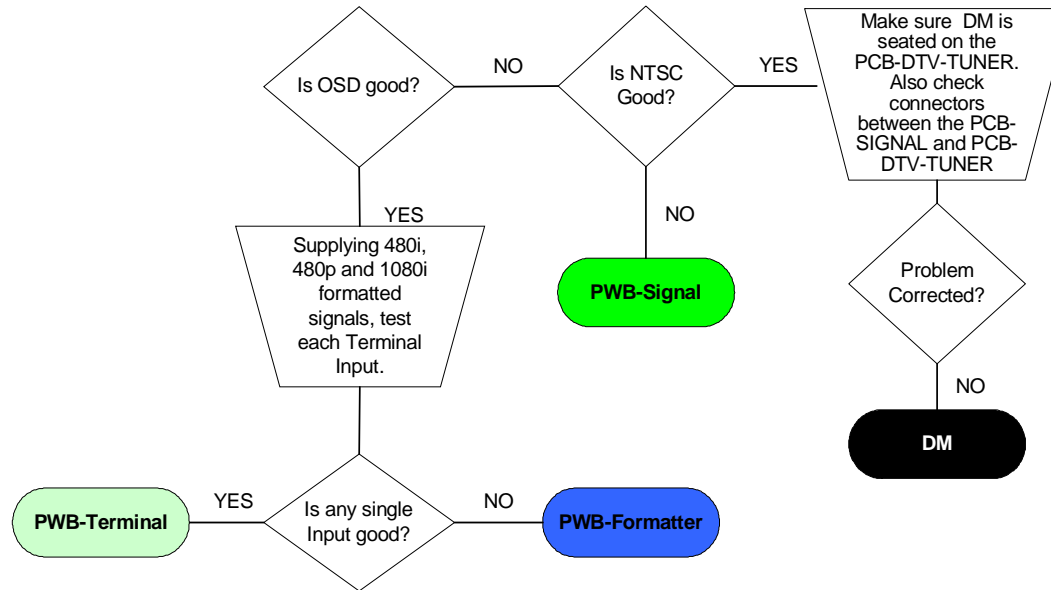 Is OSD good?
NO
Is NTSC
Good?
YES
Make sure DM is
seated on the
PCB-DTV-TUNER.
Also check
connectors
between the PCB-
SIGNAL and PCB-
DTV-TUNER
YES
NO
Supplying 480i,
480p and 1080i
formatted
signals, test
each Terminal
Input.
PWB-Signal
Problem
Corrected?
NO
DM
PWB-Terminal
YES
Is any single
Input good?
NO
PWB-Formatter